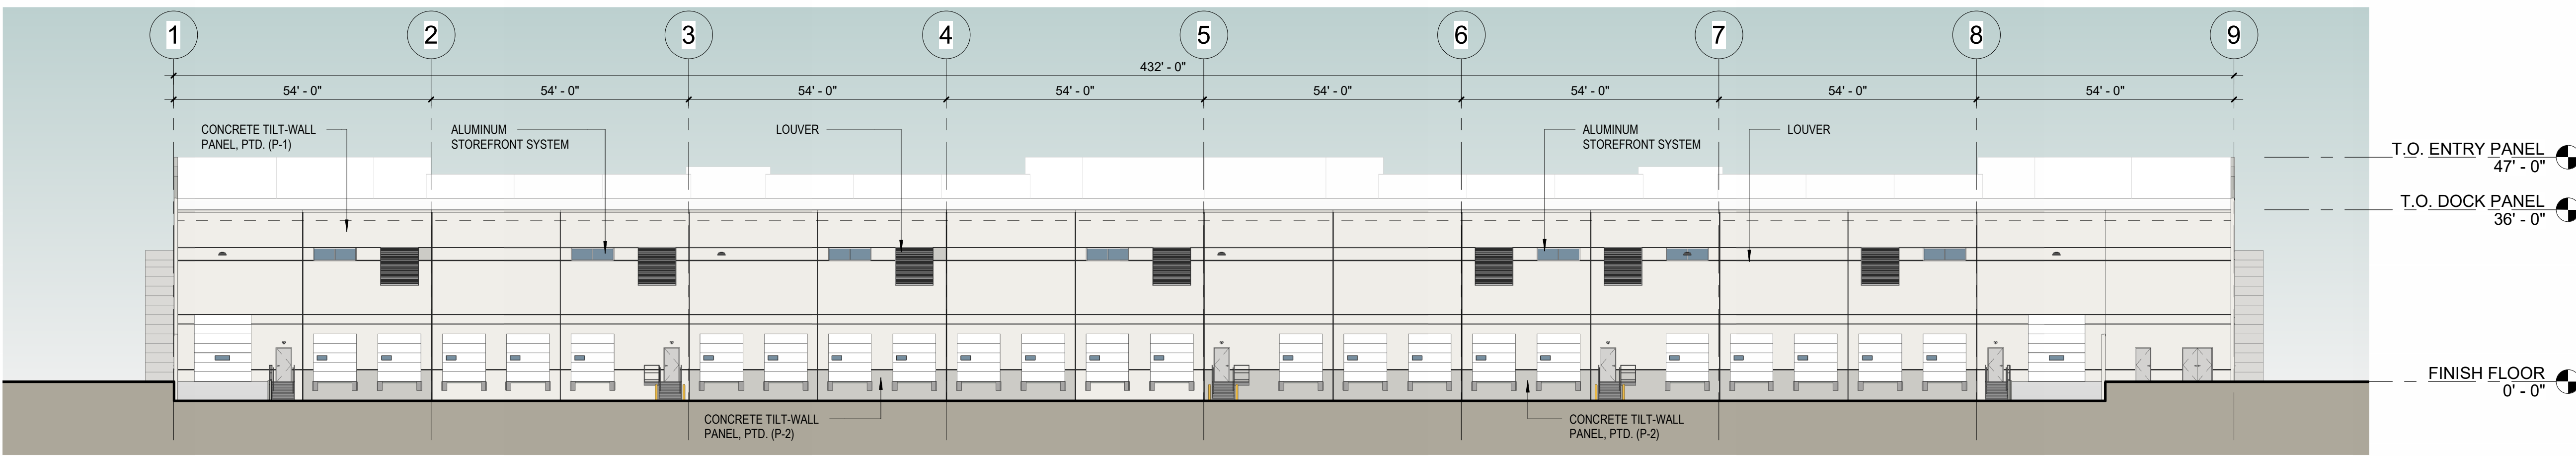 1 2 3 4 5 6 7 8 9
432' - 0"
54' - 0" 54' - 0" 54' - 0" 54' - 0" 54' - 0" 54' - 0" 54' - 0" 54' - 0"
CONCRETE TILT-WALL
PANEL, PTD. (P-1)
ALUMINUM
STOREFRONT SYSTEM
LOUVER
ALUMINUM
STOREFRONT SYSTEM
LOUVER
T.O. ENTRY PANEL
47' - 0"
T.O. DOCK PANEL
36' - 0"
FINISH FLOOR
0' - 0"
CONCRETE TILT-WALL
PANEL, PTD. (P-2)
CONCRETE TILT-WALL
PANEL, PTD. (P-2)